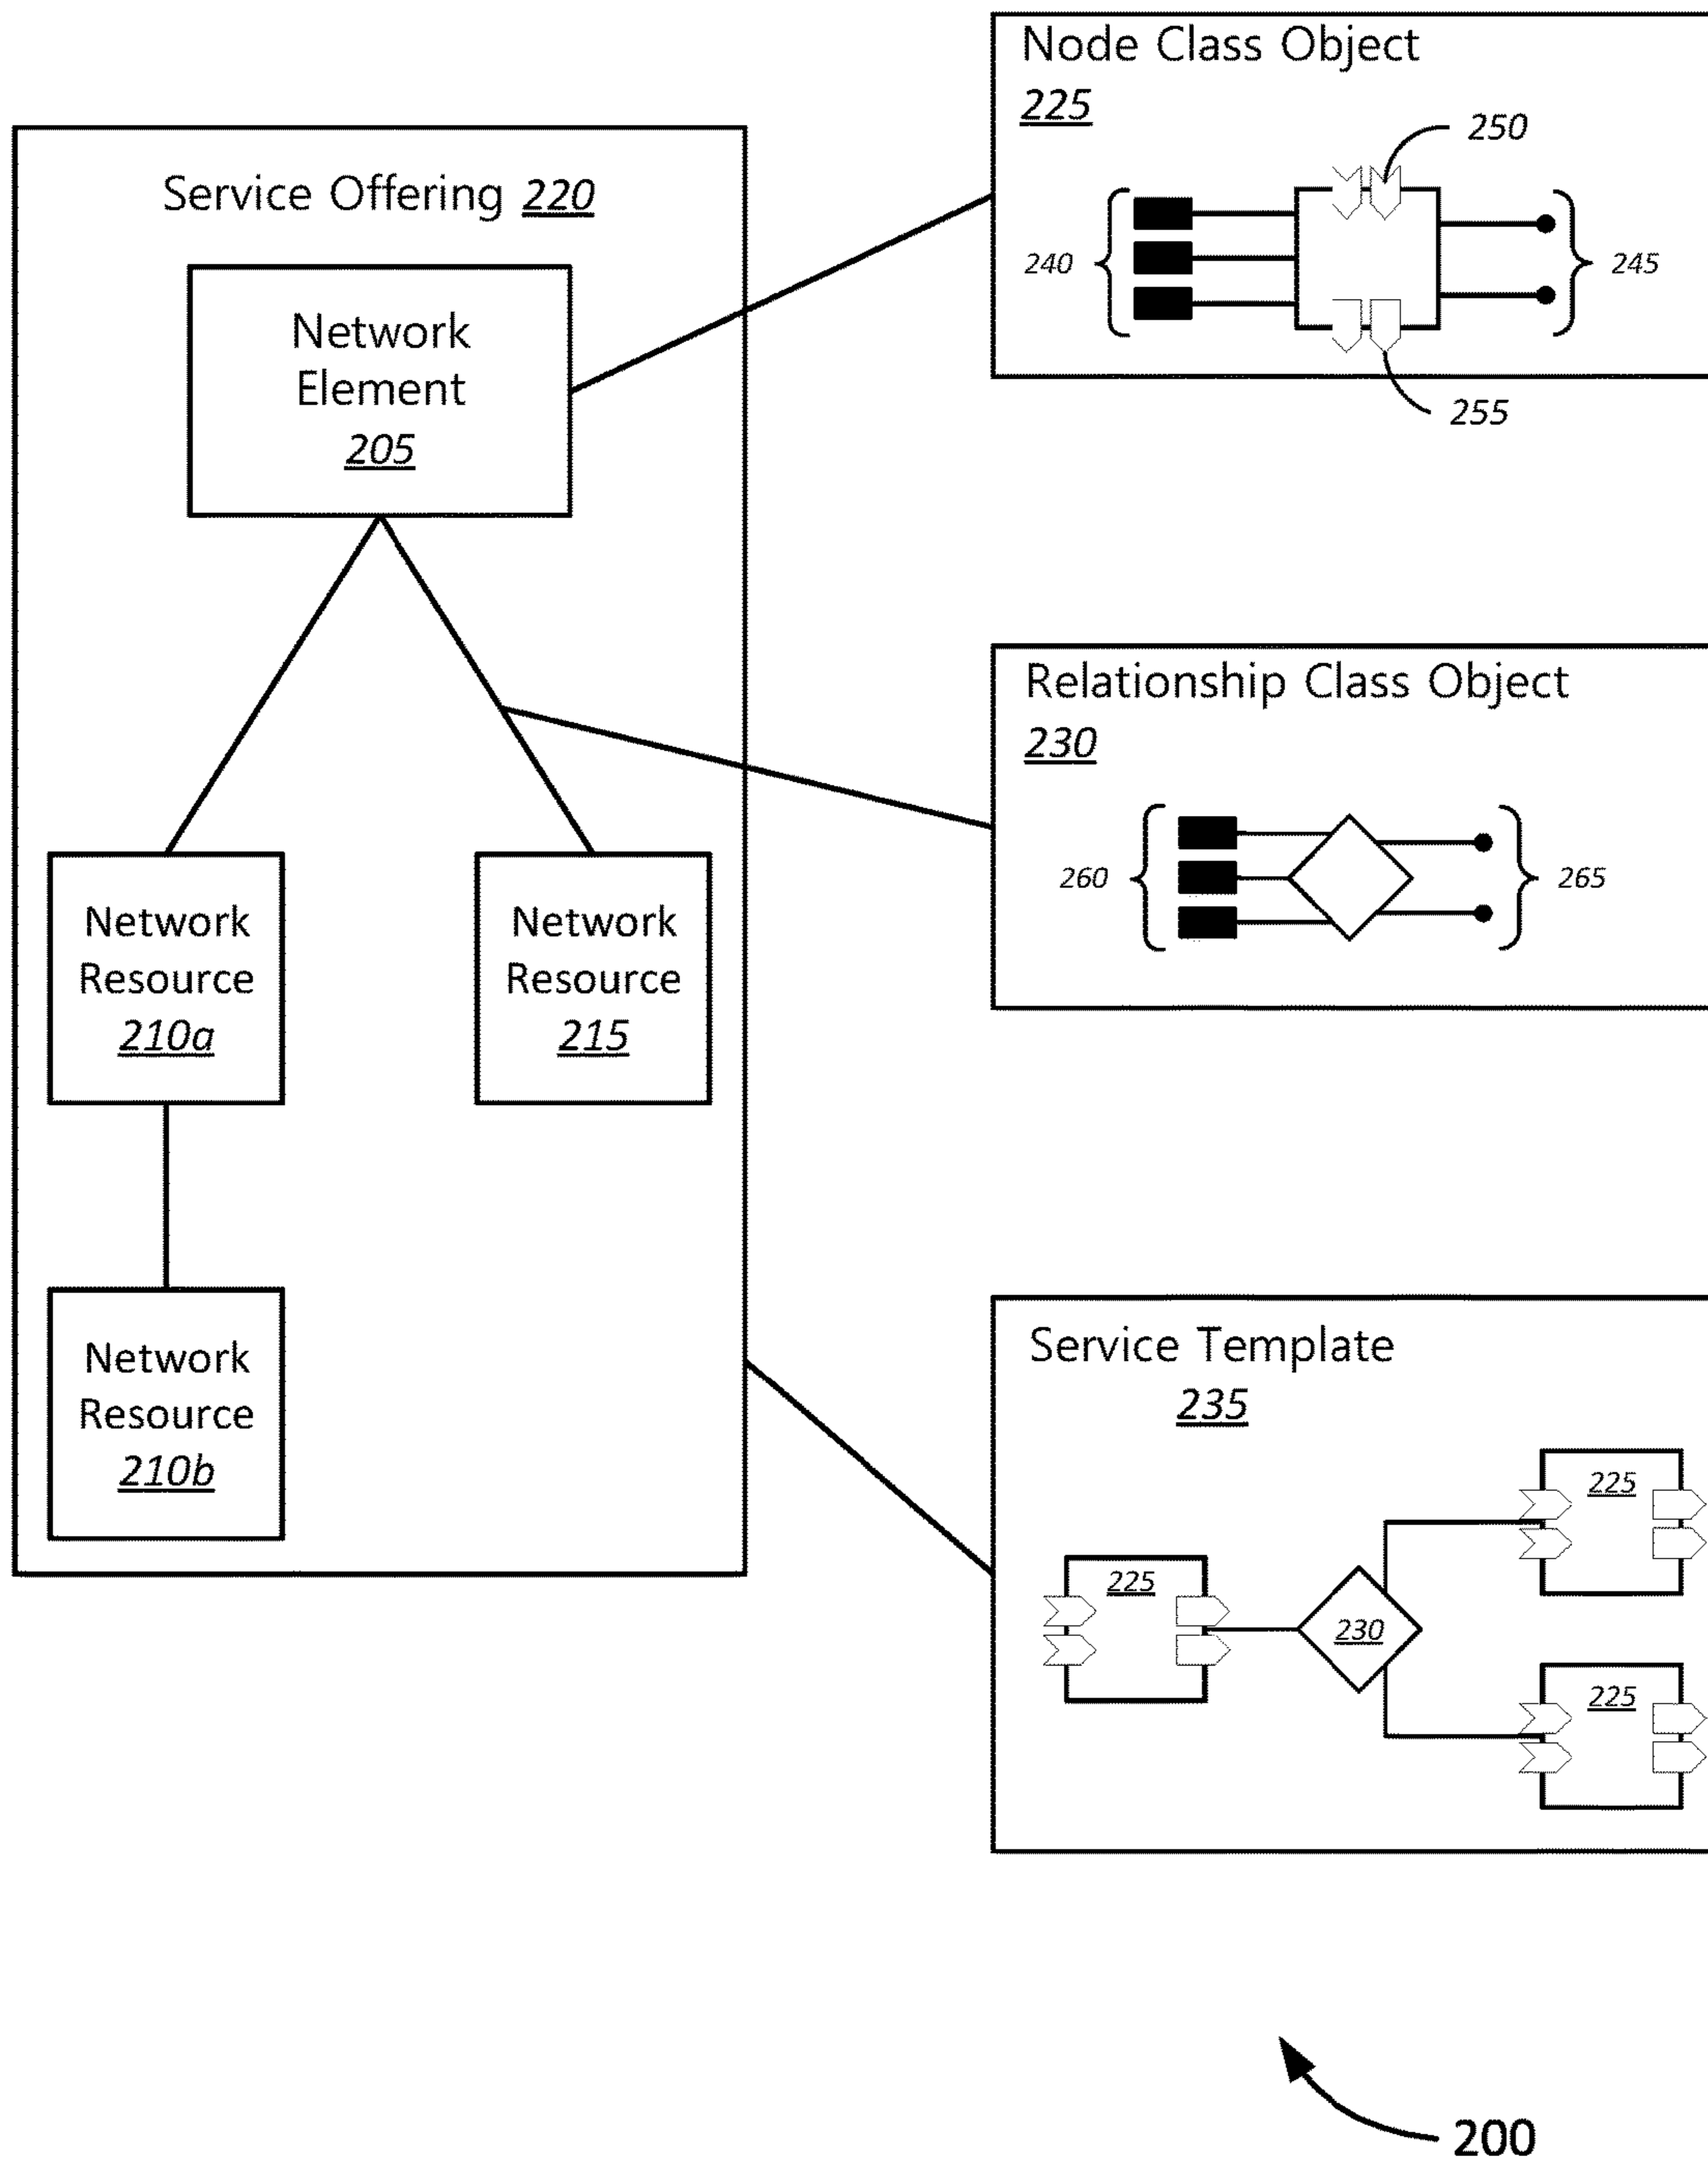 Service Offering 220
Network
Element
205
Network
Resource
210a
Network
Resource
215
Network
Resource
210b
Node Class Object
225
250
240
245
255
Relationship Class Object
230
260
265
Service Template
235
225
225
230
225
200